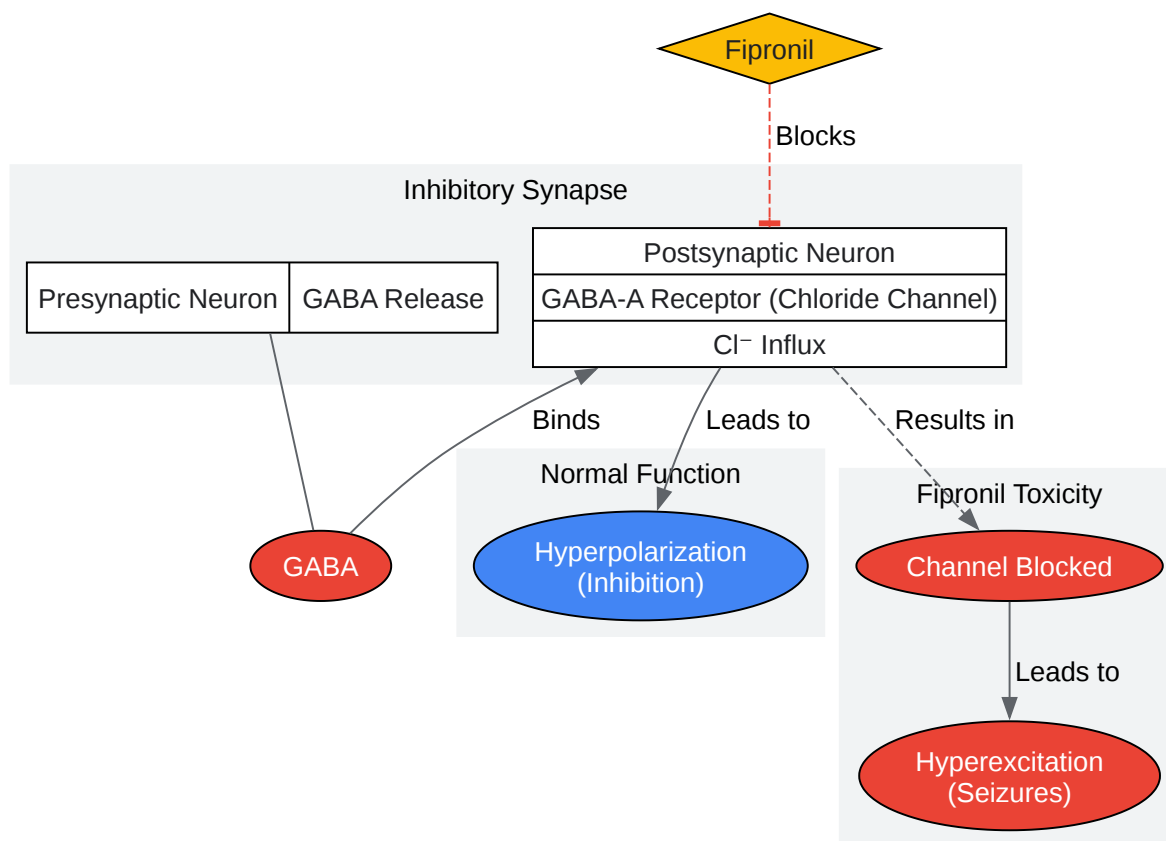 Fipronil
Blocks
Inhibitory Synapse
Presynaptic Neuron
GABA Release
Postsynaptic Neuron
GABA-A Receptor (Chloride Channel)
Cl⁻ Influx
Binds
Leads to
Results in
Normal Function
Fipronil Toxicity
GABA
Hyperpolarization
(Inhibition)
Channel Blocked
Leads to
Hyperexcitation
(Seizures)